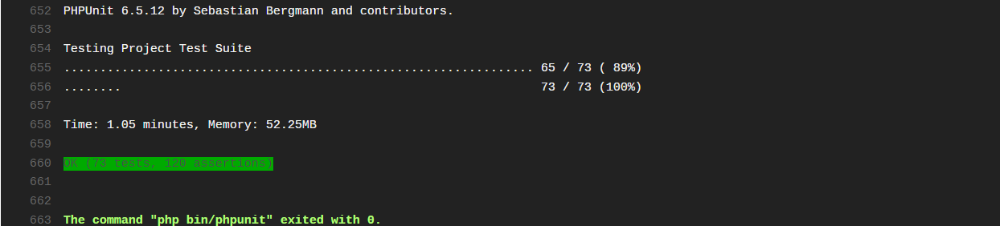 652 PHPUnit 6.5.12 by Sebastian Bergmann and contributors.
653
654 Testing Project Test Suite
655 ................................................................. 65 / 73 ( 89%)
656 ........ 73 / 73 (100%)
657
658 Time: 1.05 minutes, Memory: 52.25MB
659
660 OK (73 tests, 120 assertions)
661
662
663 The command "php bin/phpunit" exited with 0.